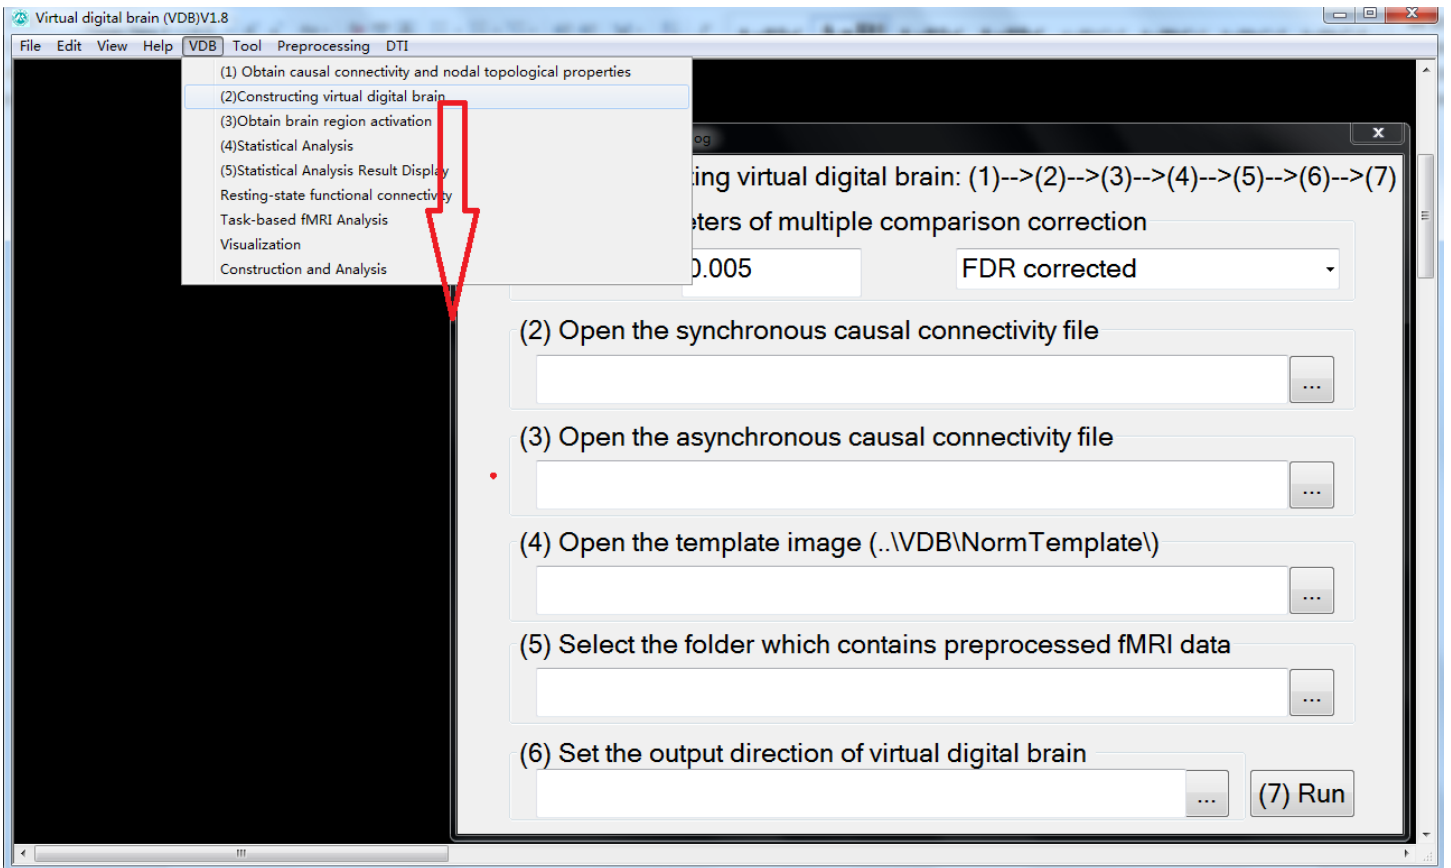 Virtual digital brain (VDB)V1.8
File Edit View Help VDB Tool Preprocessing DTI
(1) Obtain causal connectivity and nodal topological properties
(2)Constructing virtual digital brain
(3)Obtain brain region activation
(4)Statistical Analysis
(5)Statistical Analysis Result Display
Resting-state functional connectivity
Task-based fMRI Analysis
Visualization
Construction and Analysis
og
ing virtual digital brain: (1)-->(2)-->(3)-->(4)-->(5)-->(6)-->(7)
eters of multiple comparison correction
0.005 FDR corrected
(2) Open the synchronous causal connectivity file
...
(3) Open the asynchronous causal connectivity file
...
(4) Open the template image (..\VDB\NormTemplate\)
...
(5) Select the folder which contains preprocessed fMRI data
...
(6) Set the output direction of virtual digital brain
... (7) Run